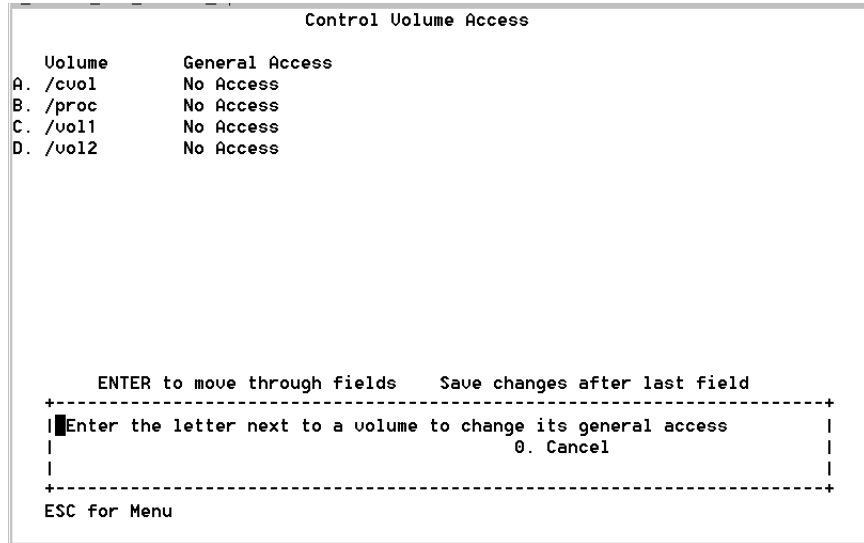 Control Volume Access
Volume General Access
A. /cvol No Access
B. /proc No Access
C. /vol1 No Access
D. /vol2 No Access
ENTER to move through fields Save changes after last field
Enter the letter next to a volume to change its general access
0. Cancel
ESC for Menu